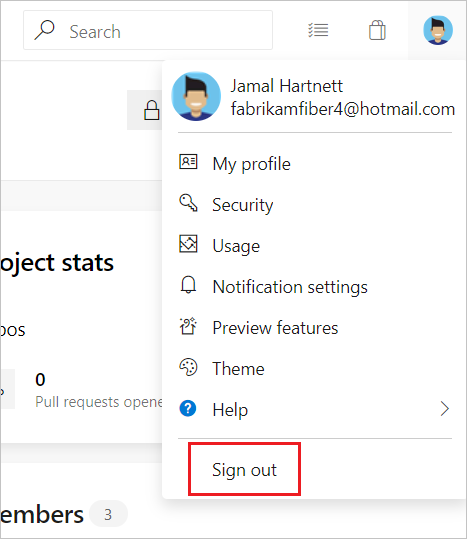 Search
Jamal Hartnett
fabrikamfiber4@hotmail.com
My profile
Security
Usage
Notification settings
Preview features
Theme
Help
Sign out
oject stats
oos
0
Pull requests opene
embers 3